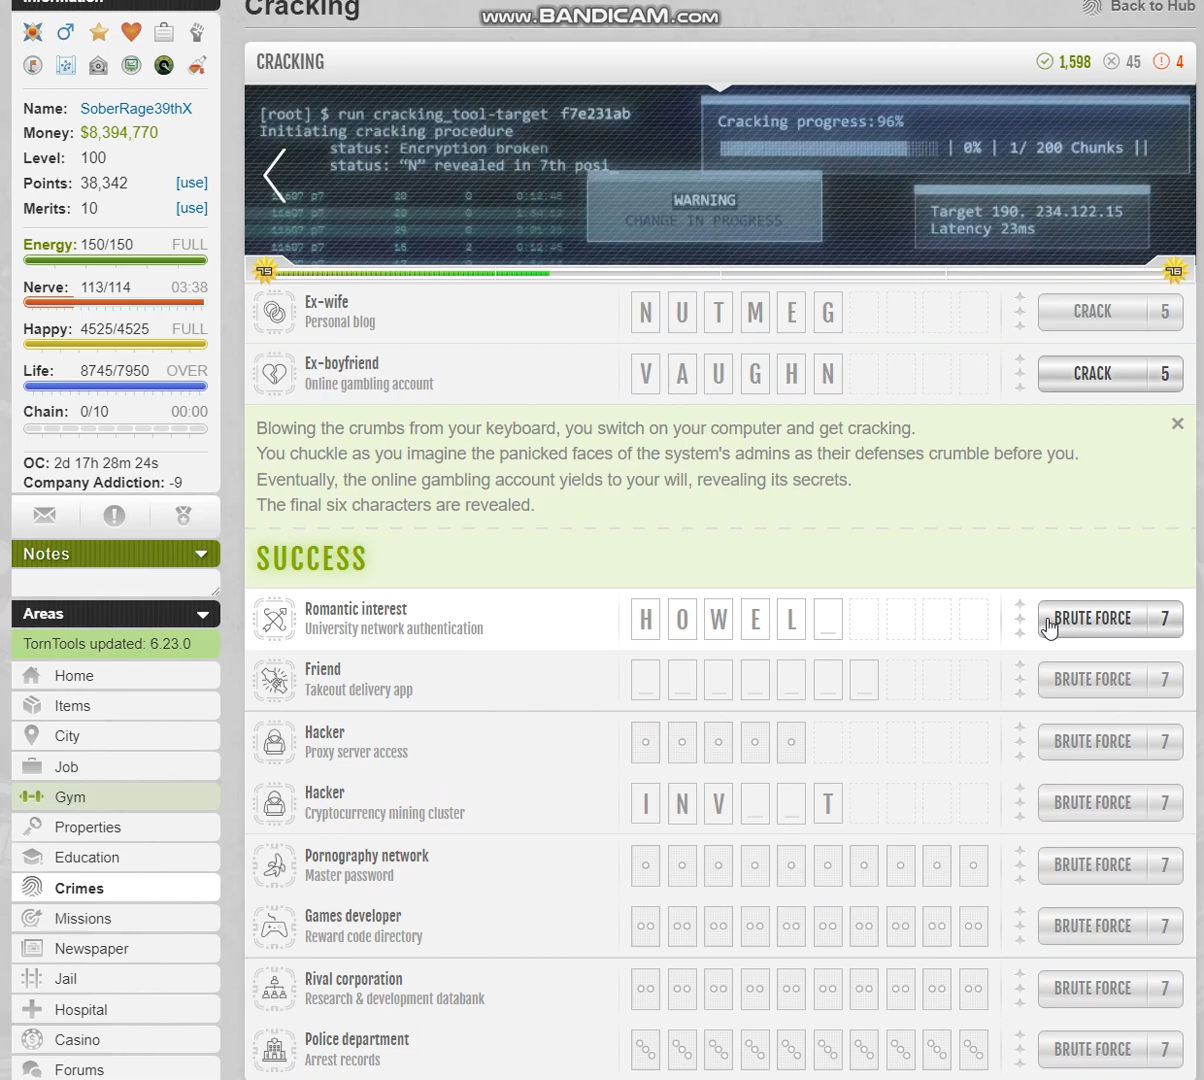 Information
www.BANDICAM.com
Cracking
Back to Hub
CRACKING
1,598 45 4
[root] $ run cracking_tool-target f7e231ab
Initiating cracking procedure
status: Encryption broken
status: "N" revealed in 7th posi
Cracking progress:96%
| 0% | 1/ 200 Chunks ||
WARNING
CHANGE IN PROGRESS
Target 190. 234.122.15
Latency 23ms
75
76
Name: SoberRage39thX
Money: $8,394,770
Level: 100
Points: 38,342 [use]
Merits: 10 [use]
Energy: 150/150 FULL
Nerve: 113/114 03:38
Happy: 4525/4525 FULL
Life: 8745/7950 OVER
Chain: 0/10 00:00
OC: 2d 17h 28m 24s
Company Addiction: -9
Notes
Areas
TornTools updated: 6.23.0
Home
Items
City
Job
Gym
Properties
Education
Crimes
Missions
Newspaper
Jail
Hospital
Casino
Forums
Ex-wife
Personal blog
N U T M E G
CRACK 5
Ex-boyfriend
Online gambling account
V A U G H N
CRACK 5
Blowing the crumbs from your keyboard, you switch on your computer and get cracking.
You chuckle as you imagine the panicked faces of the system's admins as their defenses crumble before you.
Eventually, the online gambling account yields to your will, revealing its secrets.
The final six characters are revealed.
SUCCESS
Romantic interest
University network authentication
H O W E L _
BRUTE FORCE 7
Friend
Takeout delivery app
_ _ _ _ _ _ _
BRUTE FORCE 7
Hacker
Proxy server access
BRUTE FORCE 7
Hacker
Cryptocurrency mining cluster
I N V _ _ T
BRUTE FORCE 7
Pornography network
Master password
BRUTE FORCE 7
Games developer
Reward code directory
BRUTE FORCE 7
Rival corporation
Research & development databank
BRUTE FORCE 7
Police department
Arrest records
BRUTE FORCE 7